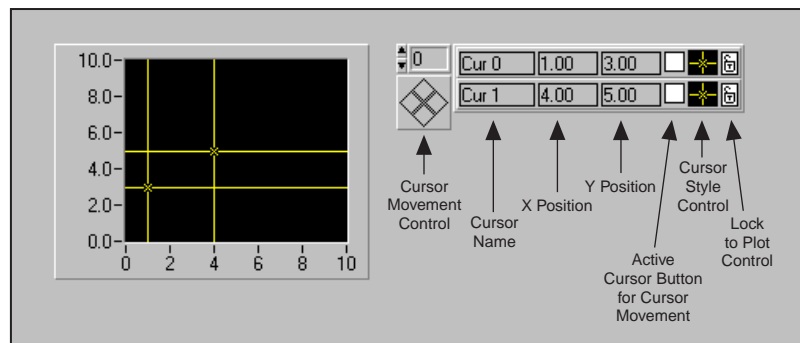 10.0
8.0
6.0
4.0
2.0
0.0
0 2 4 6 8 10
0
Cur 0 1.00 3.00
Cur 1 4.00 5.00
Cursor
Movement
Control
Cursor
Name
X Position
Y Position
Active
Cursor Button
for Cursor
Movement
Cursor
Style
Control
Lock
to Plot
Control